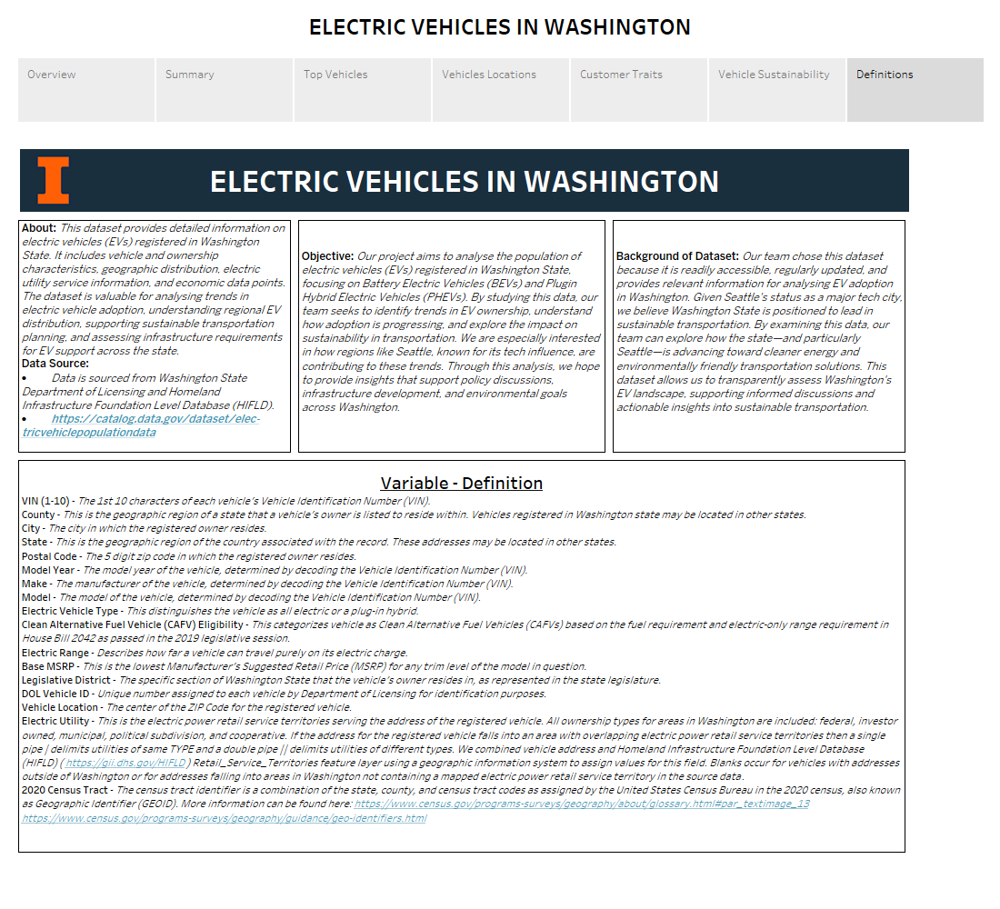 ELECTRIC VEHICLES IN WASHINGTON
Overview
Summary
Top Vehicles
Vehicles Locations
Customer Traits
Vehicle Sustainability
Definitions
I
ELECTRIC VEHICLES IN WASHINGTON
About: This dataset provides detailed information on
electric vehicles (EVs) registered in Washington
State. It includes vehicle and ownership
characteristics, geographic distribution, electric
utility service information, and economic data points.
The dataset is valuable for analysing trends in
electric vehicle adoption, understanding regional EV
distribution, supporting sustainable transportation
planning, and assessing infrastructure requirements
for EV support across the state.
Data Source:
• Data is sourced from Washington State
Department of Licensing and Homeland
Infrastructure Foundation Level Database (HIFLD).
• https://catalog.data.gov/dataset/elec-
tricvehiclepopulationdata
Objective: Our project aims to analyse the population of
electric vehicles (EVs) registered in Washington State,
focusing on Battery Electric Vehicles (BEVs) and Plugin
Hybrid Electric Vehicles (PHEVs). By studying this data, our
team seeks to identify trends in EV ownership, understand
how adoption is progressing, and explore the impact on
sustainability in transportation. We are especially interested
in how regions like Seattle, known for its tech influence, are
contributing to these trends. Through this analysis, we hope
to provide insights that support policy discussions,
infrastructure development, and environmental goals
across Washington.
Background of Dataset: Our team chose this dataset
because it is readily accessible, regularly updated, and
provides relevant information for analysing EV adoption
in Washington. Given Seattle's status as a major tech city,
we believe Washington State is positioned to lead in
sustainable transportation. By examining this data, our
team can explore how the state—and particularly
Seattle—is advancing toward cleaner energy and
environmentally friendly transportation solutions. This
dataset allows us to transparently assess Washington's
EV landscape, supporting informed discussions and
actionable insights into sustainable transportation.
Variable - Definition
VIN (1-10) - The 1st 10 characters of each vehicle's Vehicle Identification Number (VIN).
County - This is the geographic region of a state that a vehicle's owner is listed to reside within. Vehicles registered in Washington state may be located in other states.
City - The city in which the registered owner resides.
State - This is the geographic region of the country associated with the record. These addresses may be located in other states.
Postal Code - The 5 digit zip code in which the registered owner resides.
Model Year - The model year of the vehicle, determined by decoding the Vehicle Identification Number (VIN).
Make - The manufacturer of the vehicle, determined by decoding the Vehicle Identification Number (VIN).
Model - The model of the vehicle, determined by decoding the Vehicle Identification Number (VIN).
Electric Vehicle Type - This distinguishes the vehicle as all electric or a plug-in hybrid.
Clean Alternative Fuel Vehicle (CAFV) Eligibility - This categorizes vehicle as Clean Alternative Fuel Vehicles (CAFVs) based on the fuel requirement and electric-only range requirement in
House Bill 2042 as passed in the 2019 legislative session.
Electric Range - Describes how far a vehicle can travel purely on its electric charge.
Base MSRP - This is the lowest Manufacturer's Suggested Retail Price (MSRP) for any trim level of the model in question.
Legislative District - The specific section of Washington State that the vehicle's owner resides in, as represented in the state legislature.
DOL Vehicle ID - Unique number assigned to each vehicle by Department of Licensing for identification purposes.
Vehicle Location - The center of the ZIP Code for the registered vehicle.
Electric Utility - This is the electric power retail service territories serving the address of the registered vehicle. All ownership types for areas in Washington are included: federal, investor
owned, municipal, political subdivision, and cooperative. If the address for the registered vehicle falls into an area with overlapping electric power retail service territories then a single
pipe | delimits utilities of same TYPE and a double pipe || delimits utilities of different types. We combined vehicle address and Homeland Infrastructure Foundation Level Database
(HIFLD) ( https://gii.dhs.gov/HIFLD ) Retail_Service_Territories feature layer using a geographic information system to assign values for this field. Blanks occur for vehicles with addresses
outside of Washington or for addresses falling into areas in Washington not containing a mapped electric power retail service territory in the source data.
2020 Census Tract - The census tract identifier is a combination of the state, county, and census tract codes as assigned by the United States Census Bureau in the 2020 census, also known
as Geographic Identifier (GEOID). More information can be found here: https://www.census.gov/programs-surveys/geography/about/glossary.html#par_textimage_13
https://www.census.gov/programs-surveys/geography/guidance/geo-identifiers.html